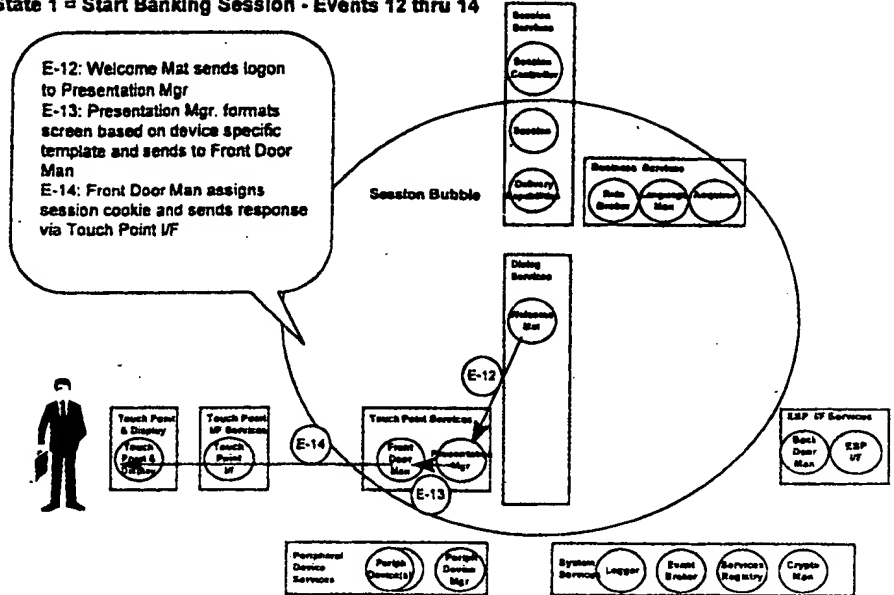 State 1 = Start Banking Session - Events 12 thru 14
E-12: Welcome Mat sends logon
to Presentation Mgr
E-13: Presentation Mgr. formats
screen based on device specific
template and sends to Front Door
Man
E-14: Front Door Man assigns
session cookie and sends response
via Touch Point I/F
Session
Services
Session
Controller
Session
Delivery
Capabilities
Session Bubble
Business Services
Rule
Broker
Language
Man
Acquirer
Dialog
Services
Welcome
Mat
E-12
Touch Point
& Display
Touch
Point &
Display
Touch Point
I/F Services
Touch
Point
I/F
E-14
Touch Point Services
Front
Door
Man
Presentation
Mgr
E-13
ESP I/F Services
Back
Door
Man
ESP
I/F
Peripheral
Device
Services
Periph
Device(s)
Periph
Device
Mgr
System
Services
Logger
Event
Broker
Services
Registry
Crypto
Man